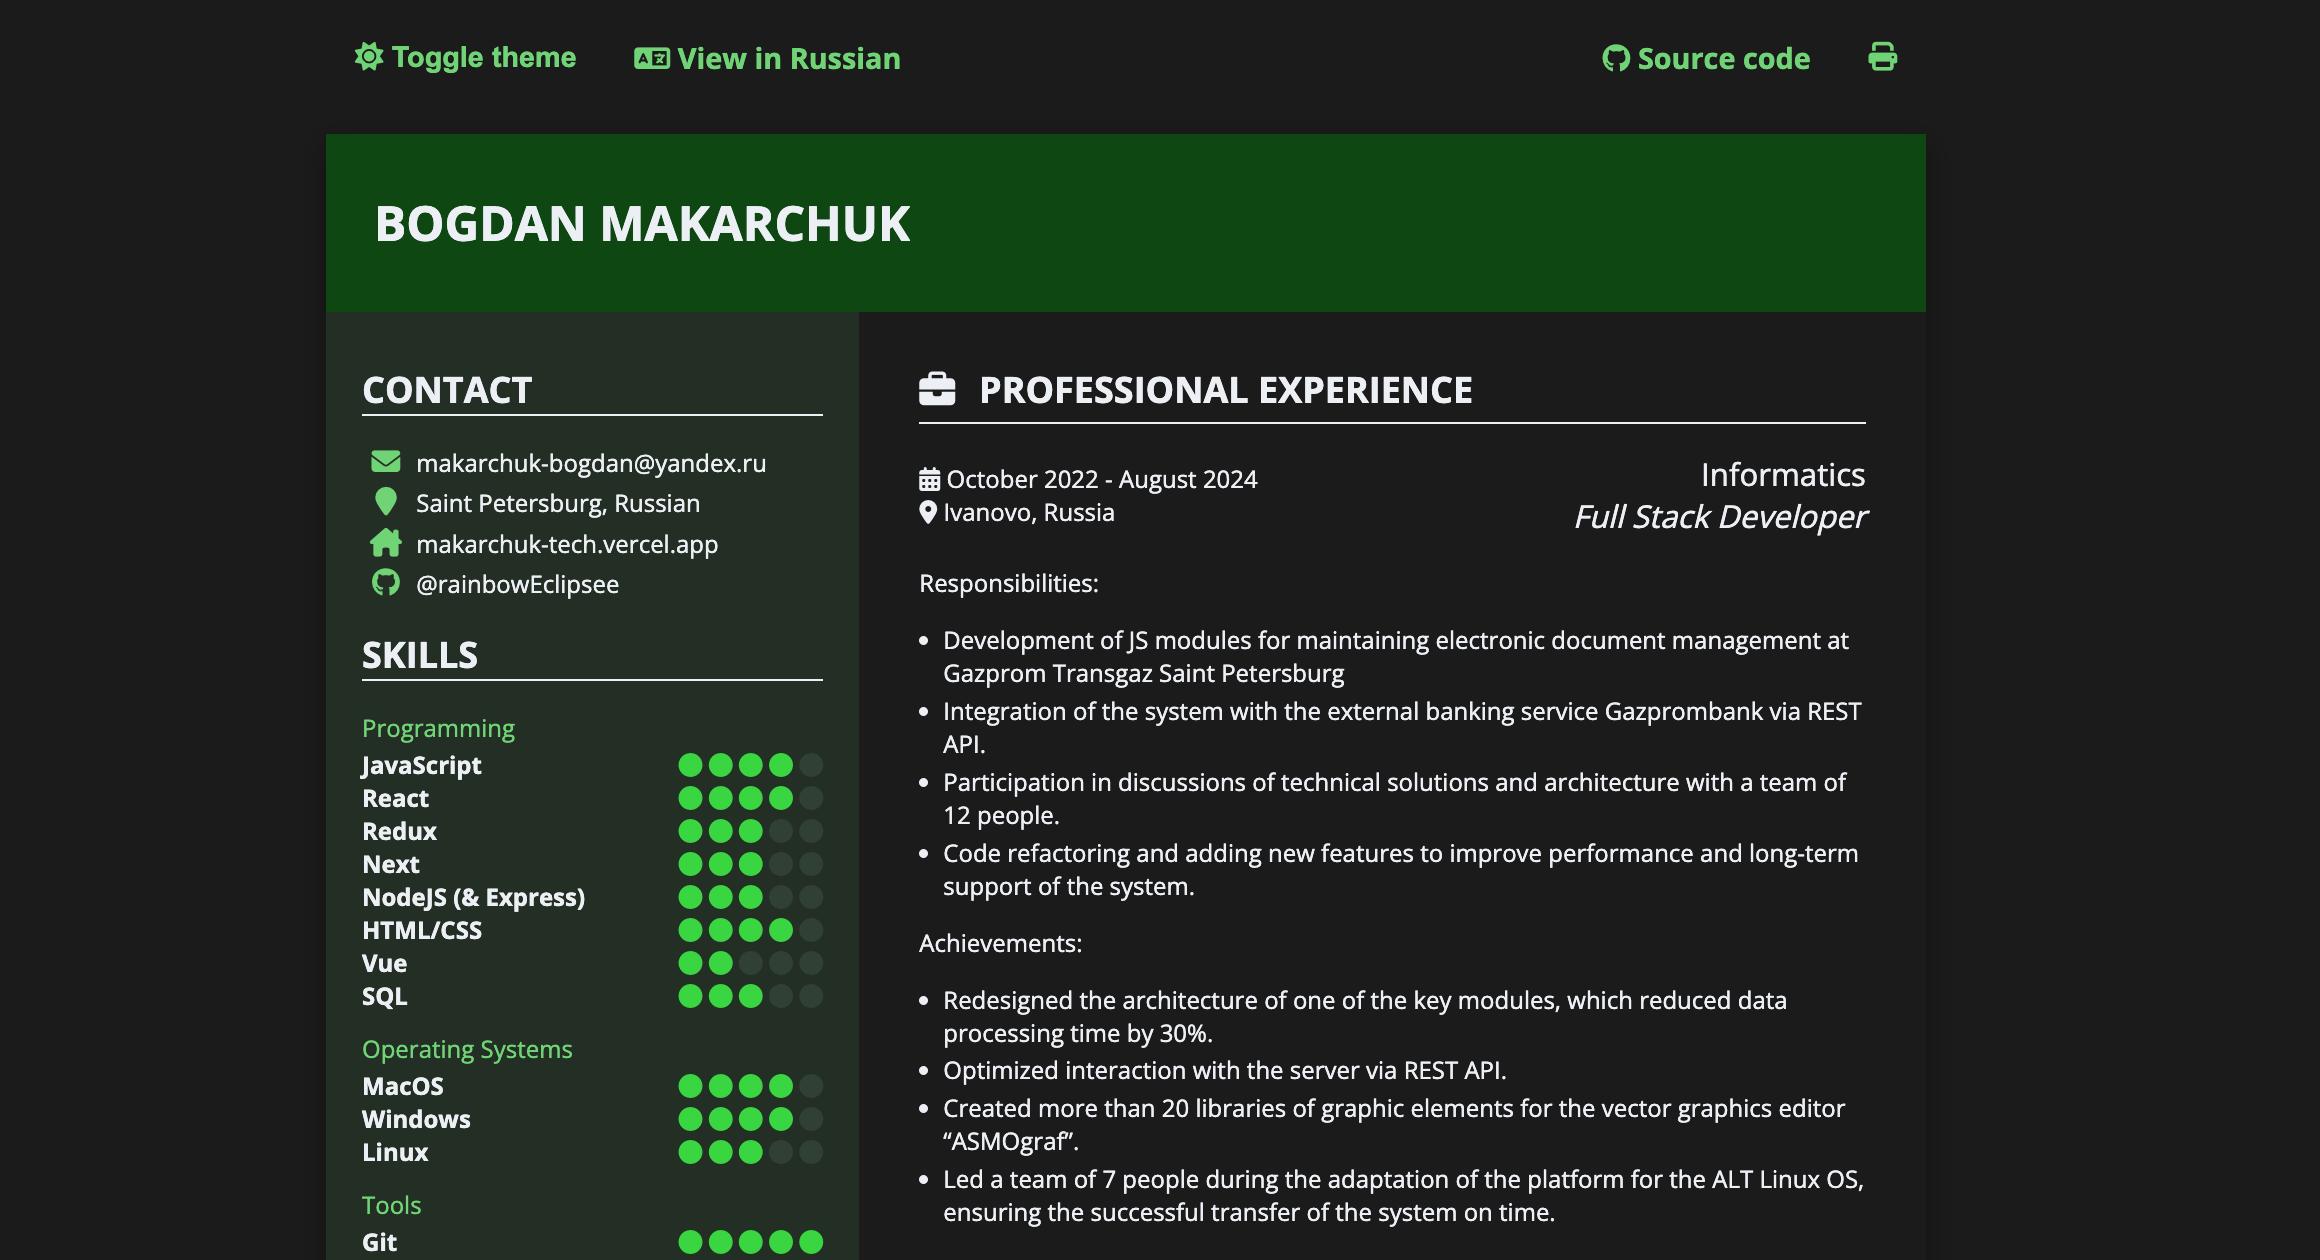 Toggle theme
View in Russian
Source code
BOGDAN MAKARCHUK
CONTACT
makarchuk-bogdan@yandex.ru
Saint Petersburg, Russian
makarchuk-tech.vercel.app
@rainbowEclipsee
SKILLS
Programming
JavaScript
React
Redux
Next
NodeJS (& Express)
HTML/CSS
Vue
SQL
Operating Systems
MacOS
Windows
Linux
Tools
Git
PROFESSIONAL EXPERIENCE
October 2022 - August 2024
Ivanovo, Russia
Informatics
Full Stack Developer
Responsibilities:
• Development of JS modules for maintaining electronic document management at
Gazprom Transgaz Saint Petersburg
• Integration of the system with the external banking service Gazprombank via REST
API.
• Participation in discussions of technical solutions and architecture with a team of
12 people.
• Code refactoring and adding new features to improve performance and long-term
support of the system.
Achievements:
• Redesigned the architecture of one of the key modules, which reduced data
processing time by 30%.
• Optimized interaction with the server via REST API.
• Created more than 20 libraries of graphic elements for the vector graphics editor
“ASMOgraf”.
• Led a team of 7 people during the adaptation of the platform for the ALT Linux OS,
ensuring the successful transfer of the system on time.